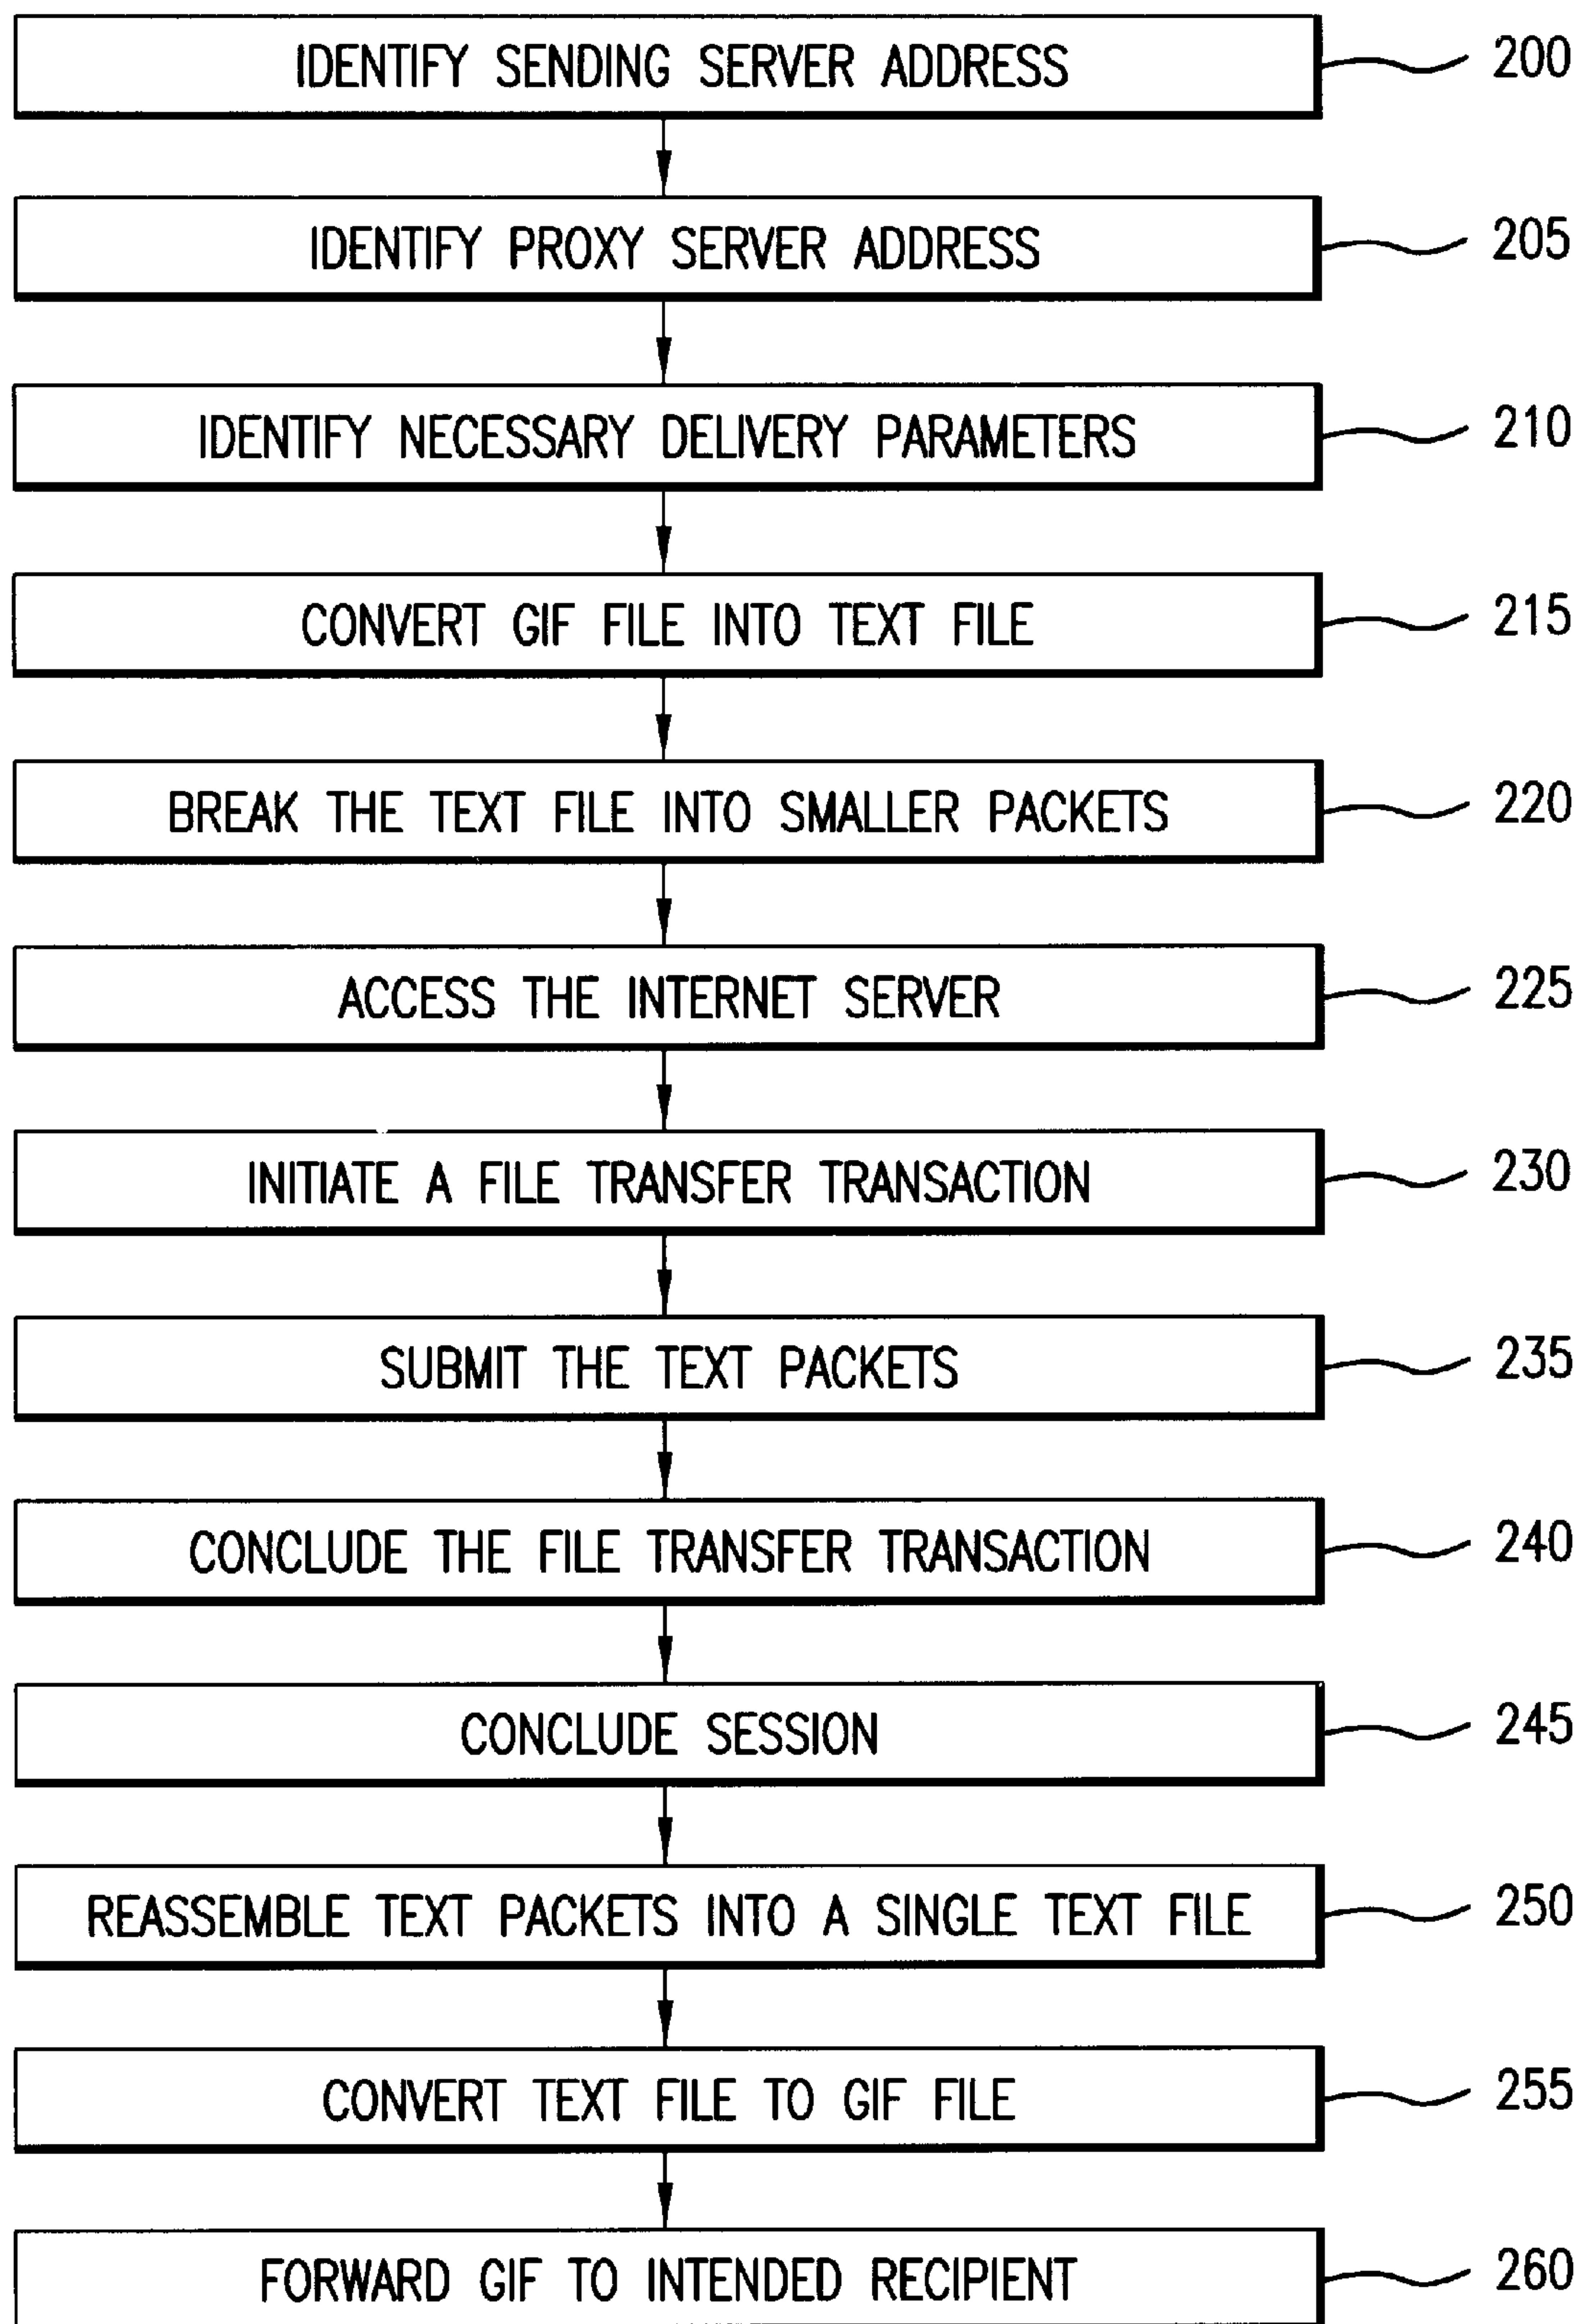 IDENTIFY SENDING SERVER ADDRESS 200
IDENTIFY PROXY SERVER ADDRESS 205
IDENTIFY NECESSARY DELIVERY PARAMETERS 210
CONVERT GIF FILE INTO TEXT FILE 215
BREAK THE TEXT FILE INTO SMALLER PACKETS 220
ACCESS THE INTERNET SERVER 225
INITIATE A FILE TRANSFER TRANSACTION 230
SUBMIT THE TEXT PACKETS 235
CONCLUDE THE FILE TRANSFER TRANSACTION 240
CONCLUDE SESSION 245
REASSEMBLE TEXT PACKETS INTO A SINGLE TEXT FILE 250
CONVERT TEXT FILE TO GIF FILE 255
FORWARD GIF TO INTENDED RECIPIENT 260